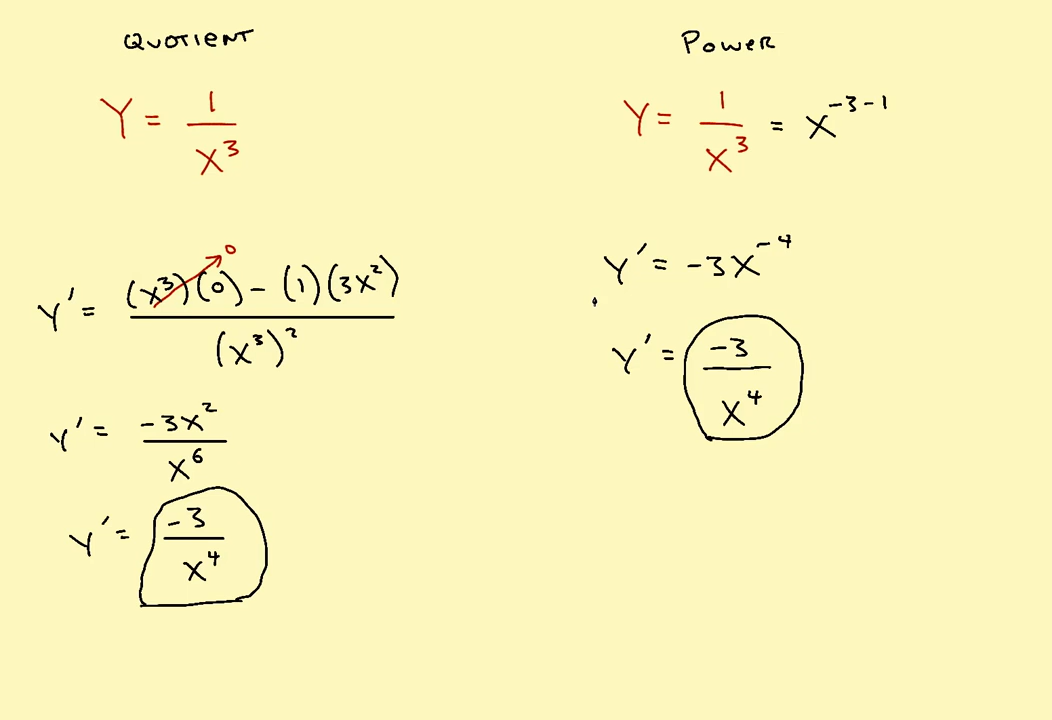 QUOTIENT
Y = 1/x³
y' = ((x³)(0) - (1)(3x²))/(x³)²
0
y' = -3x²/x⁶
y' = -3/x⁴
POWER
Y = 1/x³ = x⁻³⁻¹
y' = -3x⁻⁴
y' = -3/x⁴